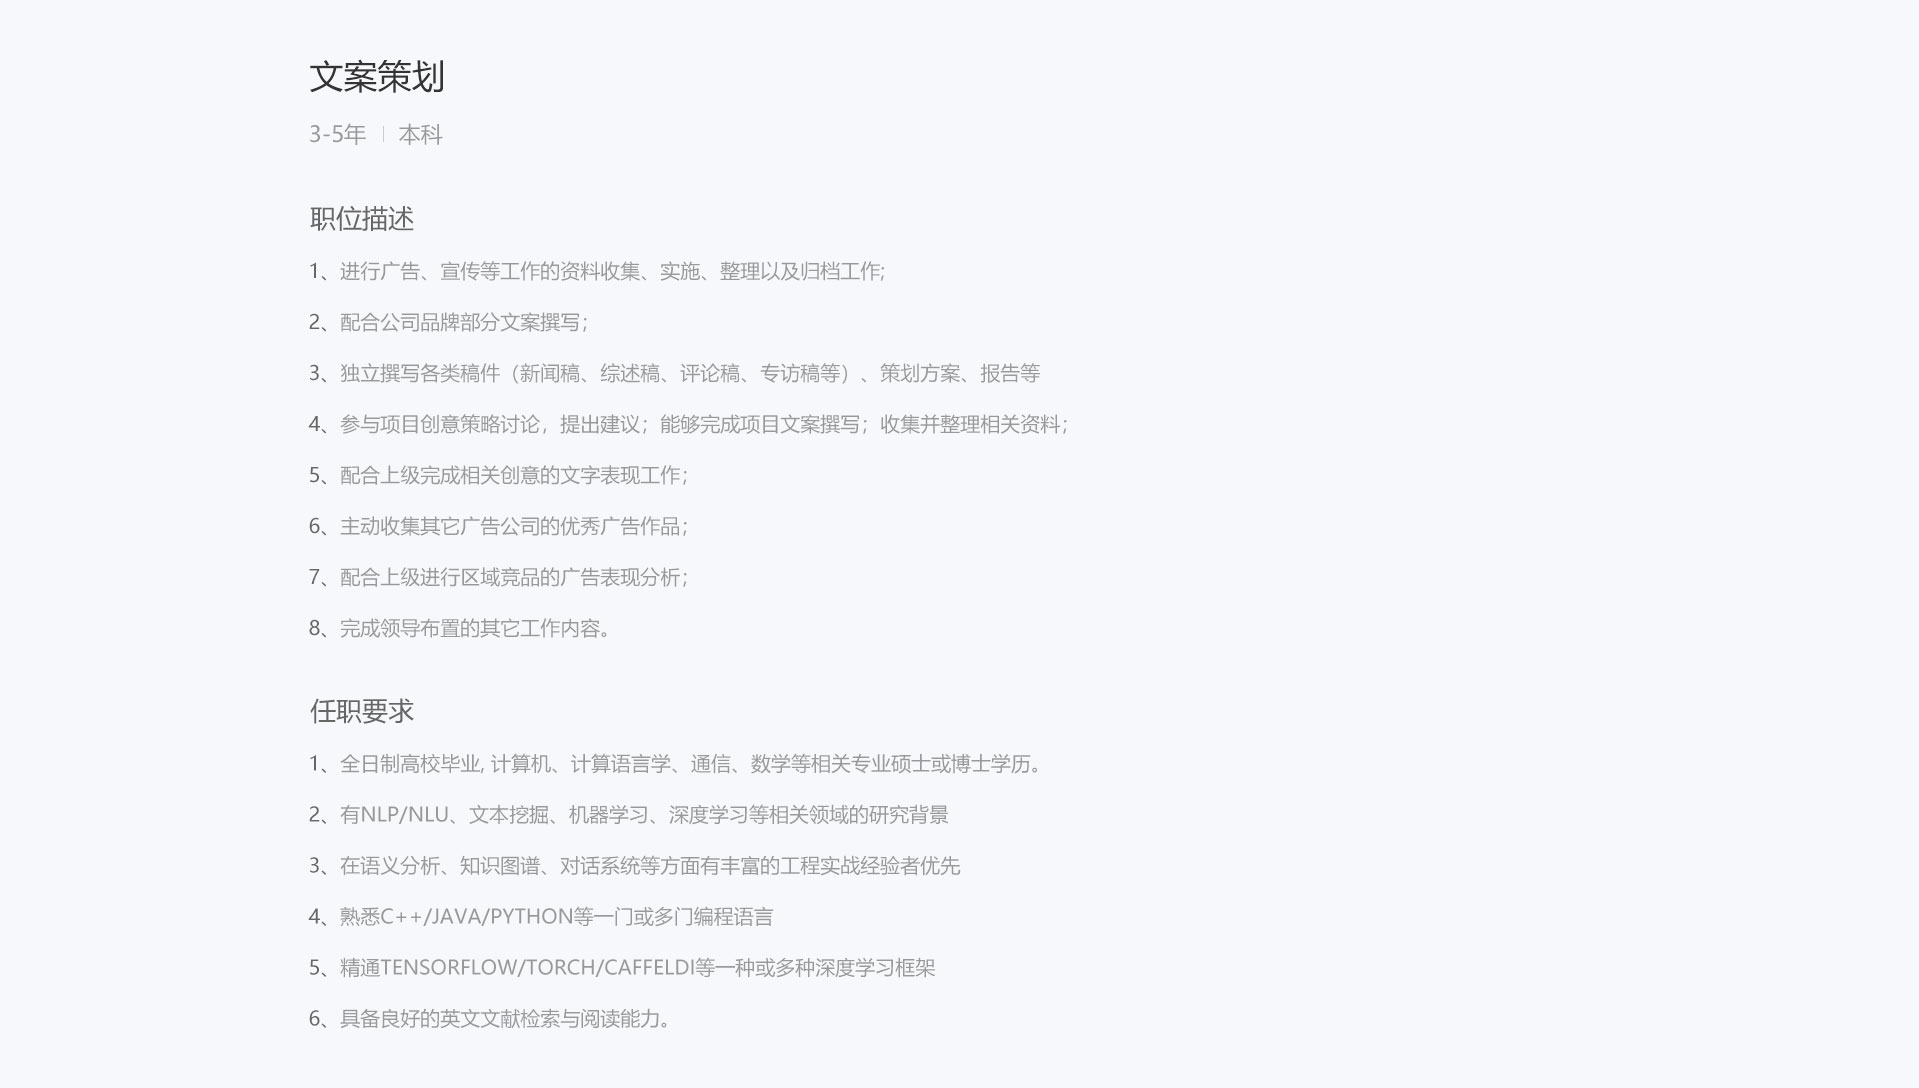 文案策划
3-5年 | 本科
职位描述
1、进行广告、宣传等工作的资料收集、实施、整理以及归档工作;
2、配合公司品牌部分文案撰写；
3、独立撰写各类稿件（新闻稿、综述稿、评论稿、专访稿等）、策划方案、报告等
4、参与项目创意策略讨论，提出建议；能够完成项目文案撰写；收集并整理相关资料；
5、配合上级完成相关创意的文字表现工作；
6、主动收集其它广告公司的优秀广告作品；
7、配合上级进行区域竞品的广告表现分析；
8、完成领导布置的其它工作内容。
任职要求
1、全日制高校毕业, 计算机、计算语言学、通信、数学等相关专业硕士或博士学历。
2、有NLP/NLU、文本挖掘、机器学习、深度学习等相关领域的研究背景
3、在语义分析、知识图谱、对话系统等方面有丰富的工程实战经验者优先
4、熟悉C++/JAVA/PYTHON等一门或多门编程语言
5、精通TENSORFLOW/TORCH/CAFFELDI等一种或多种深度学习框架
6、具备良好的英文文献检索与阅读能力。